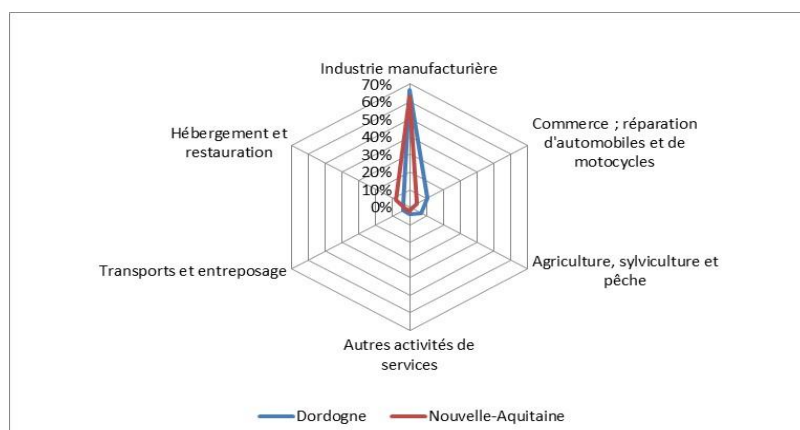 Industrie manufacturière
70%
60%
50%
40%
30%
20%
10%
0%
Commerce ; réparation
d'automobiles et de
motocycles
Agriculture, sylviculture et
pêche
Autres activités de
services
Transports et entreposage
Hébergement et
restauration
Dordogne
Nouvelle-Aquitaine